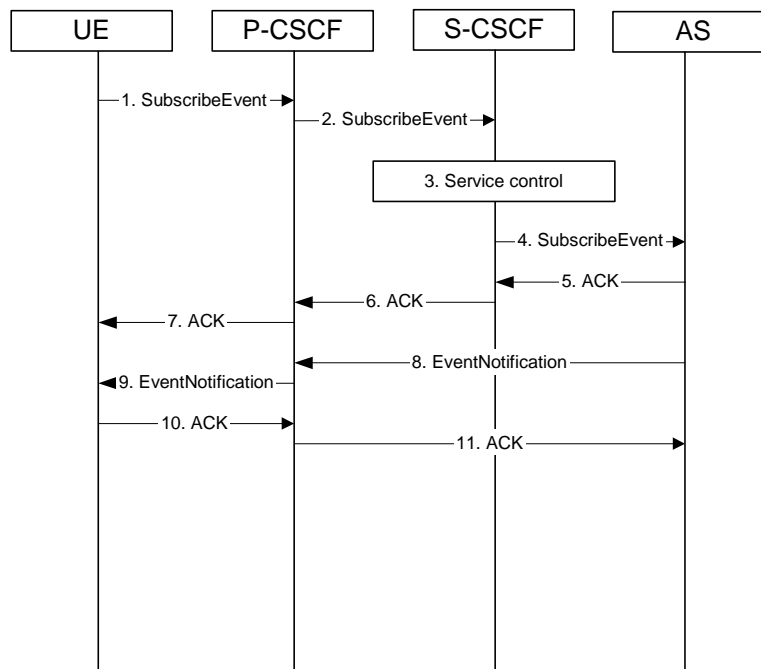 UE
P-CSCF
S-CSCF
AS
1. SubscribeEvent
2. SubscribeEvent
3. Service control
4. SubscribeEvent
5. ACK
6. ACK
7. ACK
8. EventNotification
9. EventNotification
10. ACK
11. ACK